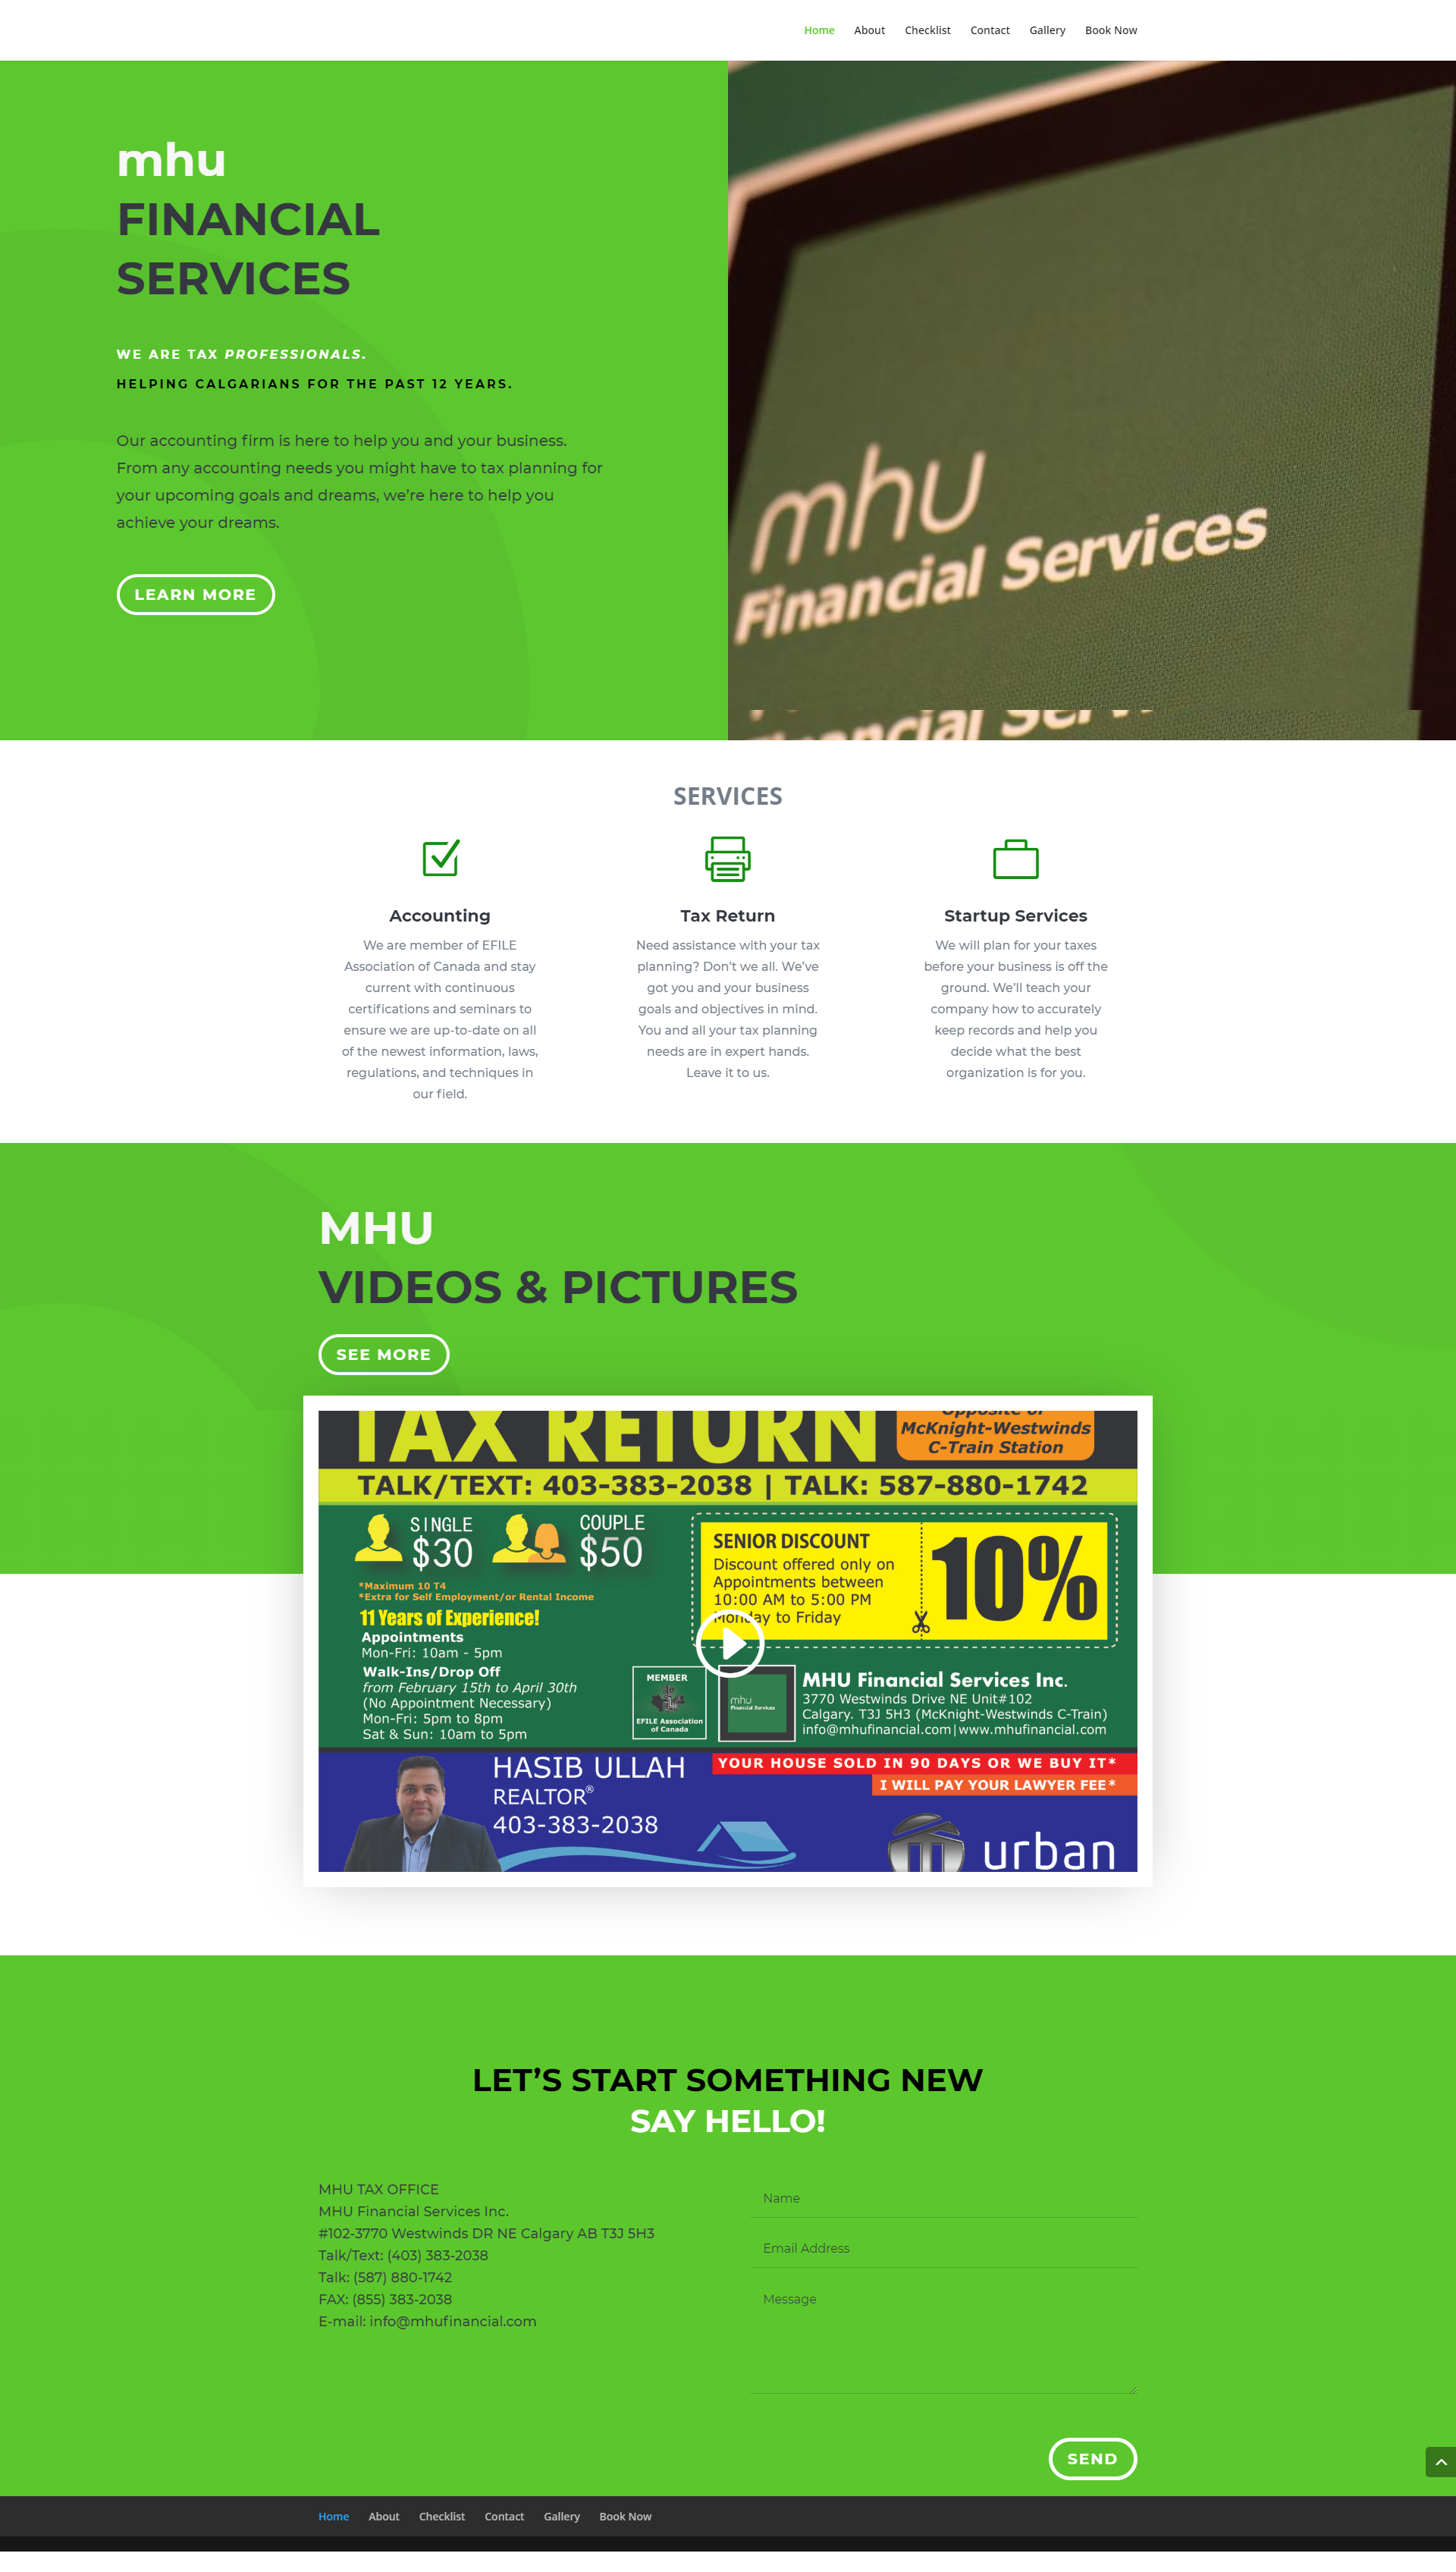 Home About Checklist Contact Gallery Book Now
mhu
FINANCIAL
SERVICES
WE ARE TAX PROFESSIONALS.
HELPING CALGARIANS FOR THE PAST 12 YEARS.
Our accounting firm is here to help you and your business.
From any accounting needs you might have to tax planning for
your upcoming goals and dreams, we’re here to help you
achieve your dreams.
LEARN MORE
mhu
Financial Services
Financial Services
SERVICES
Accounting
We are member of EFILE
Association of Canada and stay
current with continuous
certifications and seminars to
ensure we are up-to-date on all
of the newest information, laws,
regulations, and techniques in
our field.
Tax Return
Need assistance with your tax
planning? Don’t we all. We’ve
got you and your business
goals and objectives in mind.
You and all your tax planning
needs are in expert hands.
Leave it to us.
Startup Services
We will plan for your taxes
before your business is off the
ground. We’ll teach your
company how to accurately
keep records and help you
decide what the best
organization is for you.
MHU
VIDEOS & PICTURES
SEE MORE
TAX RETURN
Opposite of
McKnight-Westwinds
C-Train Station
TALK/TEXT: 403-383-2038 | TALK: 587-880-1742
SINGLE
$30
COUPLE
$50
*Maximum 10 T4
*Extra for Self Employment/or Rental Income
11 Years of Experience!
Appointments
Mon-Fri: 10am - 5pm
Walk-Ins/Drop Off
from February 15th to April 30th
(No Appointment Necessary)
Mon-Fri: 5pm to 8pm
Sat & Sun: 10am to 5pm
SENIOR DISCOUNT
Discount offered only on
Appointments between
10:00 AM to 5:00 PM
Monday to Friday
10%
MEMBER
EFILE Association
of Canada
mhu
Financial Services
MHU Financial Services Inc.
3770 Westwinds Drive NE Unit#102
Calgary. T3J 5H3 (McKnight-Westwinds C-Train)
info@mhufinancial.com|www.mhufinancial.com
HASIB ULLAH
REALTOR®
403-383-2038
YOUR HOUSE SOLD IN 90 DAYS OR WE BUY IT*
I WILL PAY YOUR LAWYER FEE*
urban
LET’S START SOMETHING NEW
SAY HELLO!
MHU TAX OFFICE
MHU Financial Services Inc.
#102-3770 Westwinds DR NE Calgary AB T3J 5H3
Talk/Text: (403) 383-2038
Talk: (587) 880-1742
FAX: (855) 383-2038
E-mail: info@mhufinancial.com
Name
Email Address
Message
SEND
Home About Checklist Contact Gallery Book Now